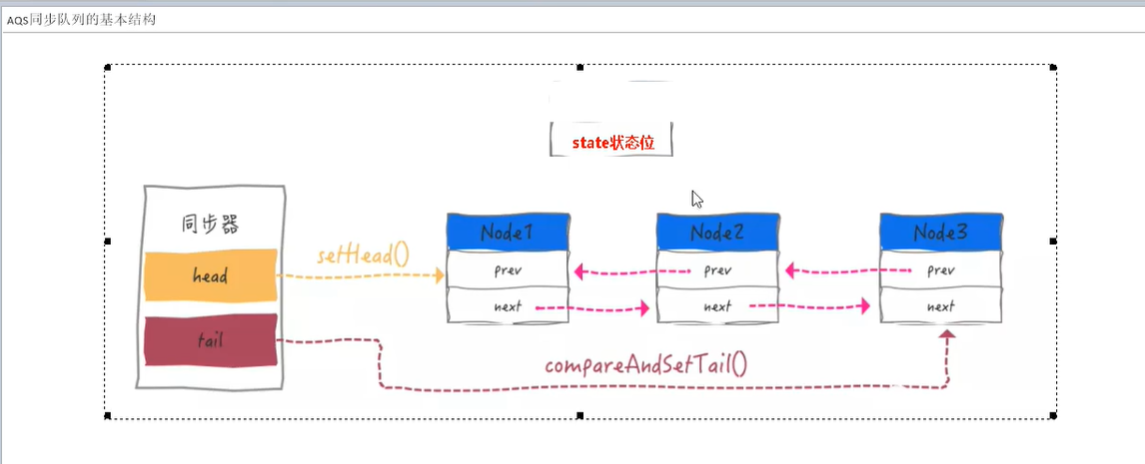 AQS同步队列的基本结构
state状态位
同步器
head
tail
setHead()
Node1
prev
next
Node2
prev
next
Node3
prev
next
compareAndSetTail()